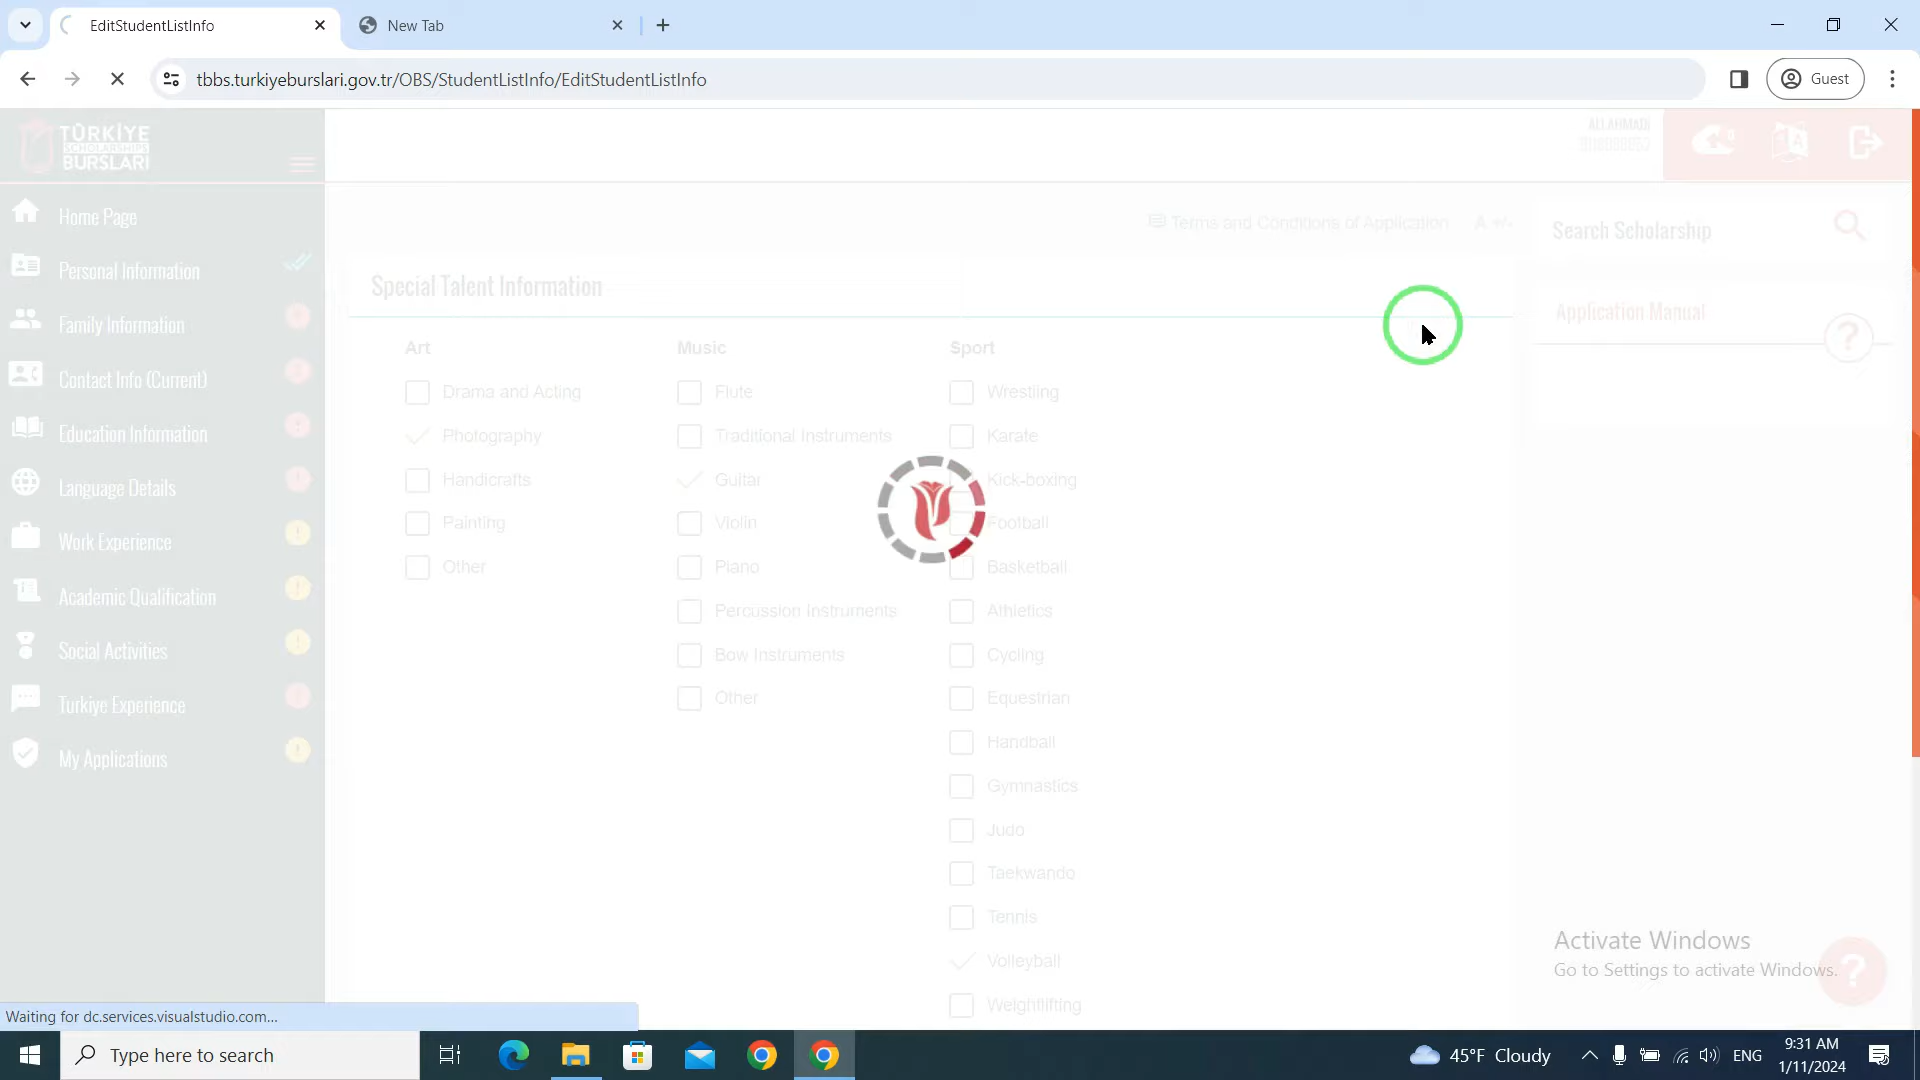 EditStudentListInfo
New Tab
tbbs.turkiyeburslari.gov.tr/OBS/StudentListInfo/EditStudentListInfo
Guest
TÜRKİYE
SCHOLARSHIPS
BURSLARI
ALLAHMADI
Home Page
Personal Information
Family Information
Contact Info (Current)
Education Information
Language Details
Work Experience
Academic Qualification
Social Activities
Turkiye Experience
My Applications
Terms and Conditions of Application
A +/-
Special Talent Information
Art
Drama and Acting
Photography
Handicrafts
Painting
Other
Music
Flute
Traditional Instruments
Guitar
Violin
Piano
Percussion Instruments
Bow Instruments
Other
Sport
Wrestling
Karate
Kick-boxing
Football
Basketball
Athletics
Cycling
Equestrian
Handball
Gymnastics
Judo
Taekwando
Tennis
Volleyball
Weightlifting
Search Scholarship
Application Manual
?
Activate Windows
Go to Settings to activate Windows.
?
Waiting for dc.services.visualstudio.com...
Type here to search
45°F Cloudy
ENG
9:31 AM
1/11/2024